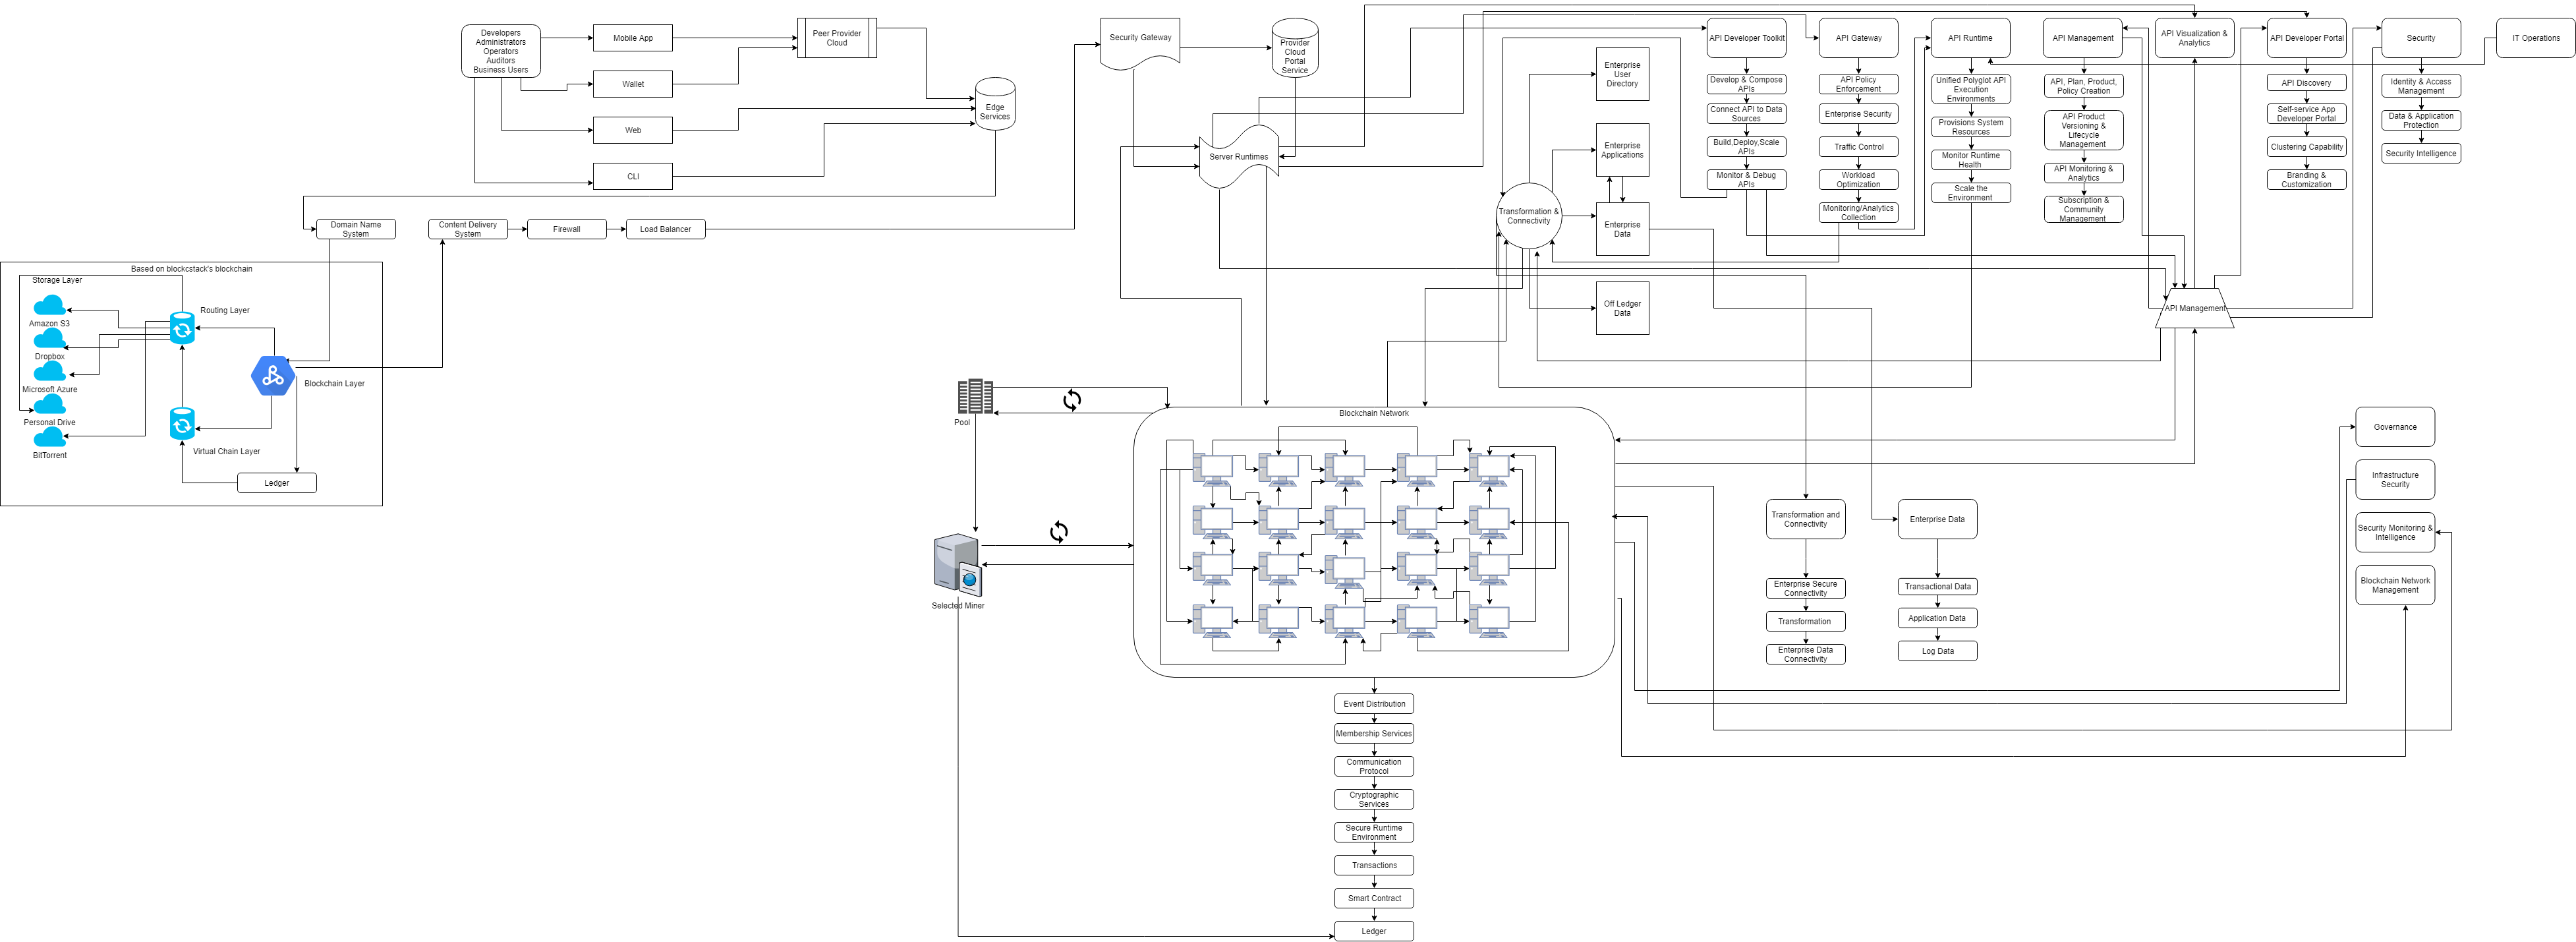 Developers
Administrators
Operators
Auditors
Business Users
Mobile App
Wallet
Web
CLI
Peer Provider
Cloud
Edge
Services
Security Gateway
Provider
Cloud
Portal
Service
Server Runtimes
Domain Name
System
Content Delivery
System
Firewall
Load Balancer
Based on blockcstack's blockchain
Storage Layer
Amazon S3
Dropbox
Microsoft Azure
Personal Drive
BitTorrent
Routing Layer
Blockchain Layer
Virtual Chain Layer
Ledger
Transformation &
Connectivity
Enterprise
User
Directory
Enterprise
Applications
Enterprise
Data
Off Ledger
Data
API Developer Toolkit
Develop & Compose
APIs
Connect API to Data
Sources
Build,Deploy,Scale
APIs
Monitor & Debug
APIs
API Gateway
API Policy
Enforcement
Enterprise Security
Traffic Control
Workload
Optimization
Monitoring/Analytics
Collection
API Runtime
Unified Polyglot API
Execution
Environments
Provisions System
Resources
Monitor Runtime
Health
Scale the
Environment
API Management
API, Plan, Product,
Policy Creation
API Product
Versioning &
Lifecycle
Management
API Monitoring &
Analytics
Subscription &
Community
Management
API Visualization &
Analytics
API Developer Portal
API Discovery
Self-service App
Developer Portal
Clustering Capability
Branding &
Customization
Security
Identity & Access
Management
Data & Application
Protection
Security Intelligence
IT Operations
API Management
Pool
Selected Miner
Blockchain Network
Event Distribution
Membership Services
Communication
Protocol
Cryptographic
Services
Secure Runtime
Environment
Transactions
Smart Contract
Ledger
Transformation and
Connectivity
Enterprise Secure
Connectivity
Transformation
Enterprise Data
Connectivity
Enterprise Data
Transactional Data
Application Data
Log Data
Governance
Infrastructure
Security
Security Monitoring &
Intelligence
Blockchain Network
Management